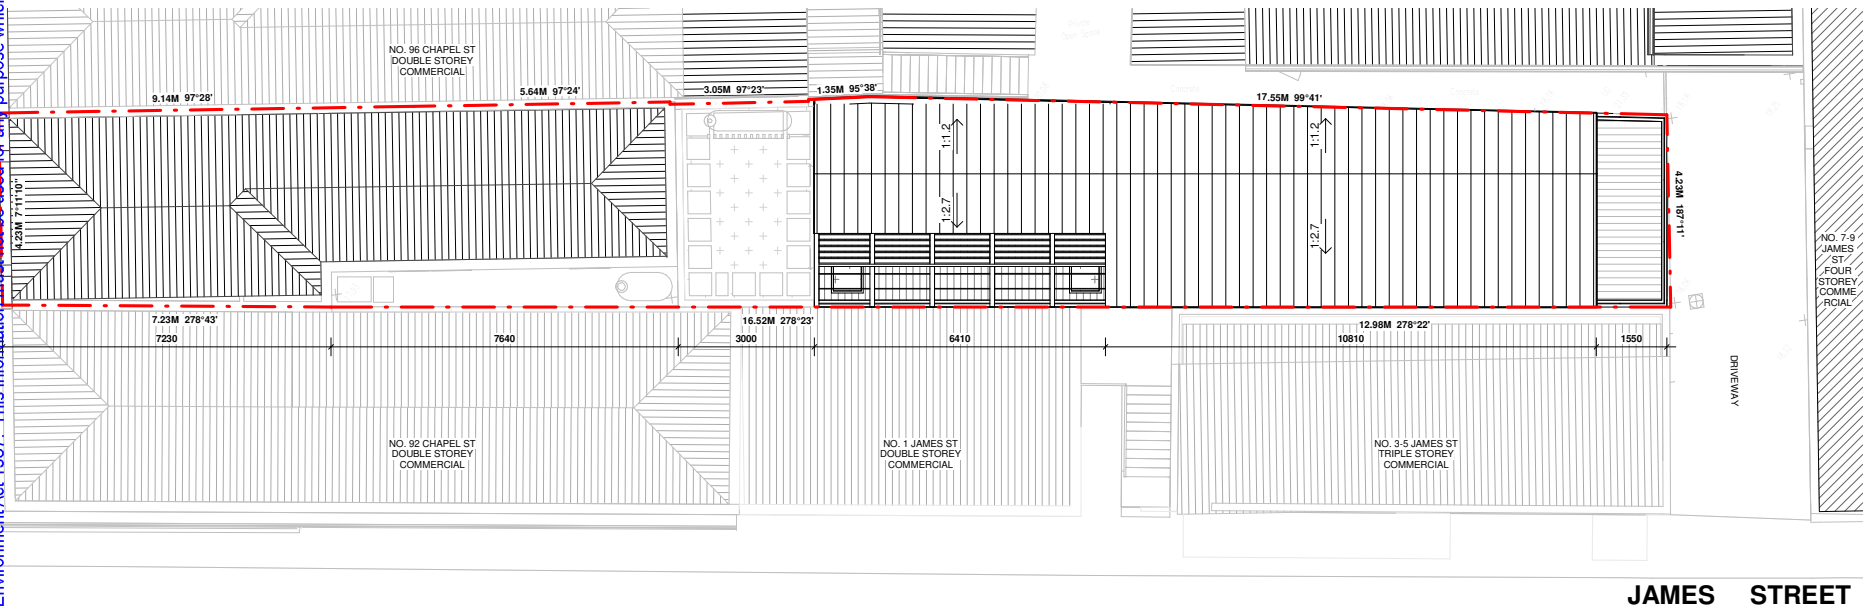 NO. 96 CHAPEL ST
DOUBLE STOREY
COMMERCIAL
9.14M 97°28'
5.64M 97°24'
3.05M 97°23'
1.35M 95°38'
17.55M 99°41'
1:1.2
1:1.2
1:2.7
1:2.7
4.23M 7°11'10"
4.23M 187°11'
NO. 7-9
JAMES
ST
FOUR
STOREY
COMME
RCIAL
7.23M 278°43'
16.52M 278°23'
12.98M 278°22'
7230
7640
3000
6410
10810
1550
DRIVEWAY
NO. 92 CHAPEL ST
DOUBLE STOREY
COMMERCIAL
NO. 1 JAMES ST
DOUBLE STOREY
COMMERCIAL
NO. 3-5 JAMES ST
TRIPLE STOREY
COMMERCIAL
JAMES STREET